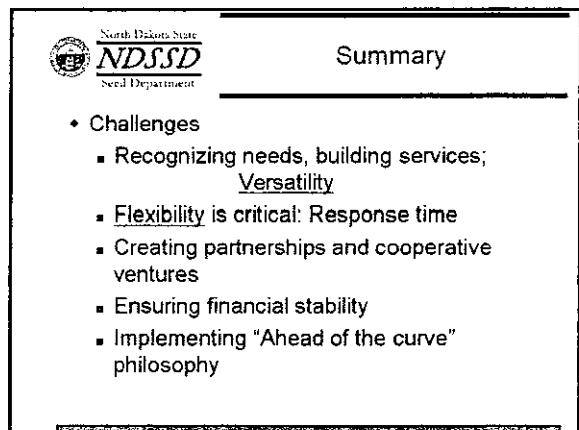 North Dakota State
NDSSD
Seed Department
Summary
• Challenges
▪ Recognizing needs, building services;
Versatility
▪ Flexibility is critical: Response time
▪ Creating partnerships and cooperative
ventures
▪ Ensuring financial stability
▪ Implementing “Ahead of the curve”
philosophy